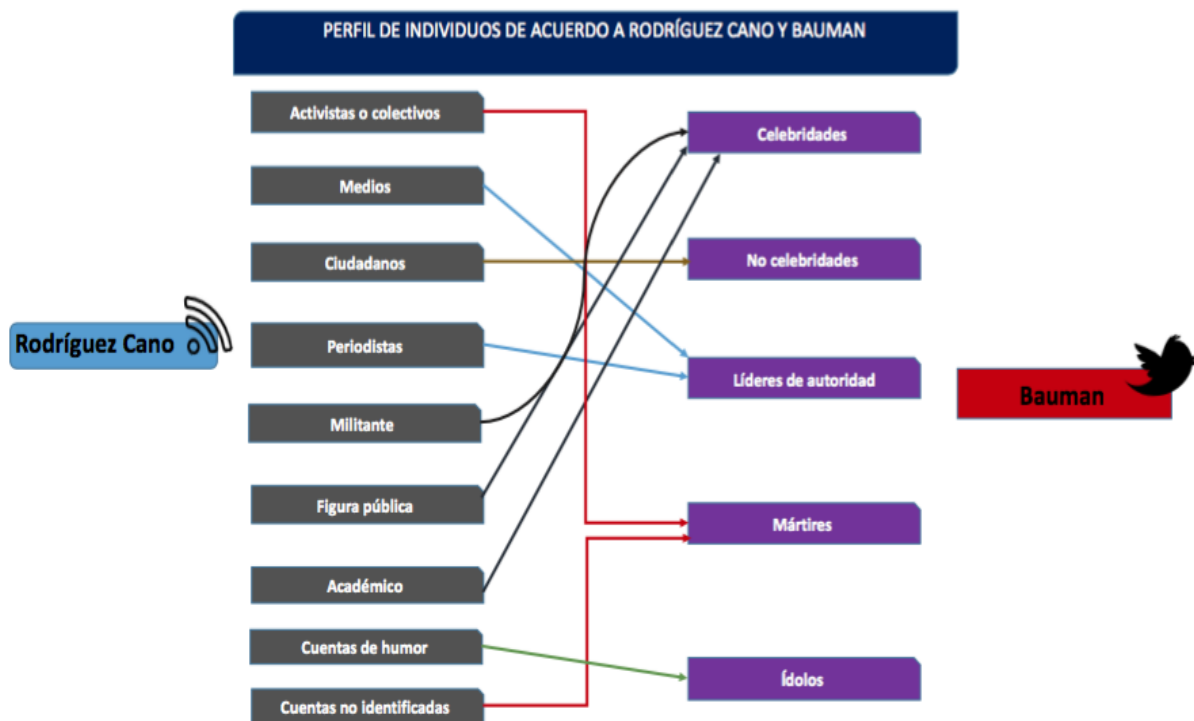 PERFIL DE INDIVIDUOS DE ACUERDO A RODRÍGUEZ CANO Y BAUMAN
Rodríguez Cano
Activistas o colectivos
Medios
Ciudadanos
Periodistas
Militante
Figura pública
Académico
Cuentas de humor
Cuentas no identificadas
Celebridades
No celebridades
Líderes de autoridad
Mártires
Ídolos
Bauman